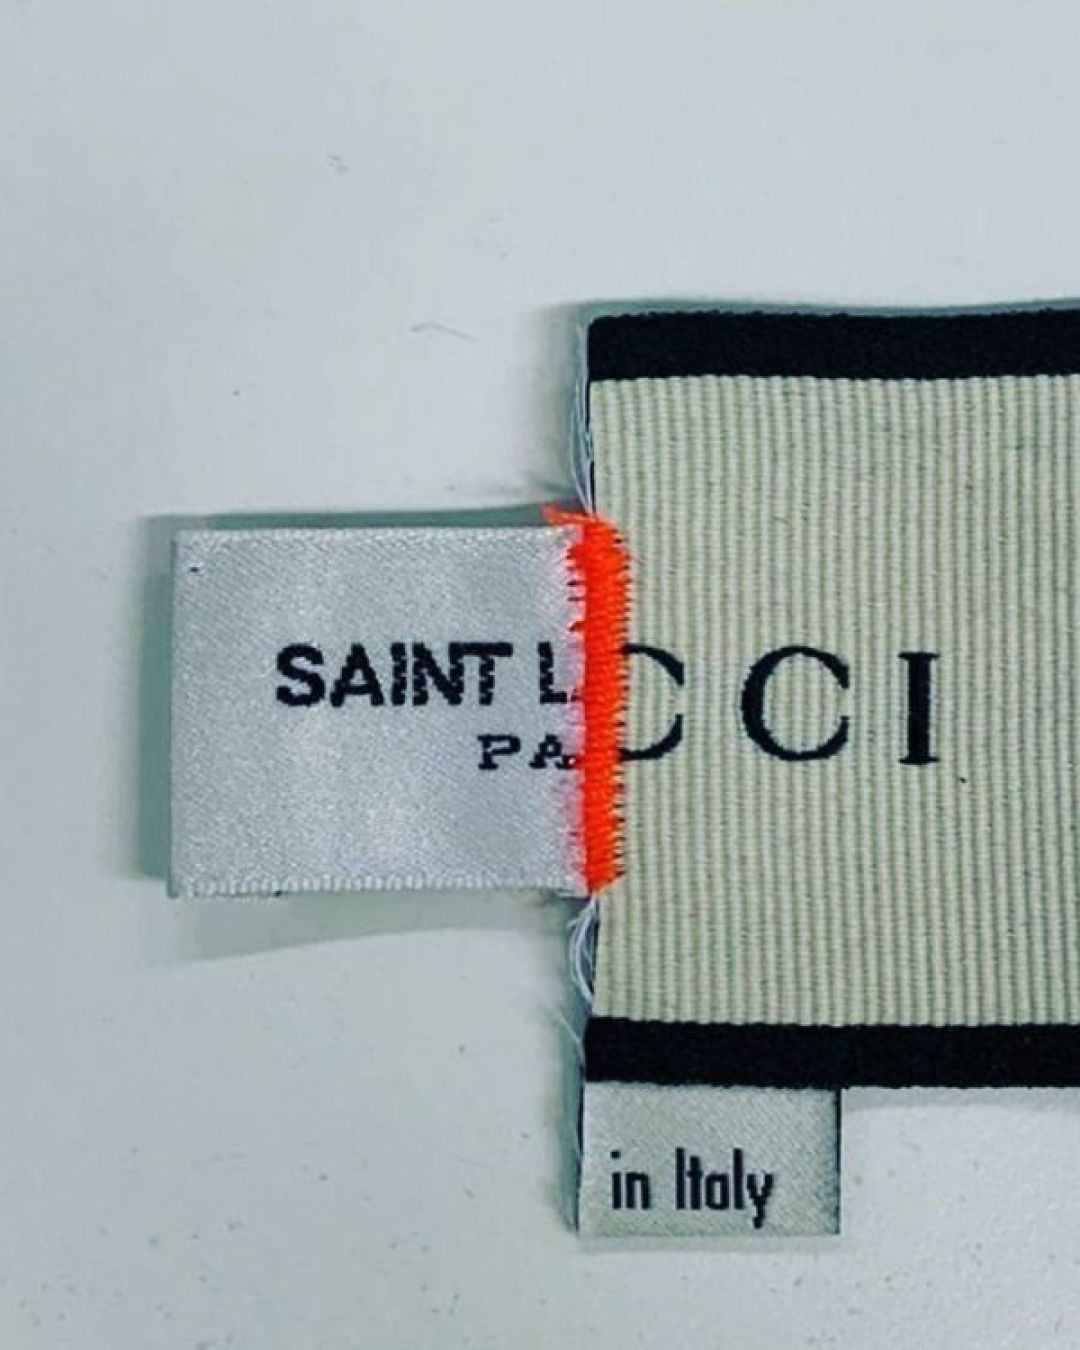 SAINT L CCI
PA
in Italy